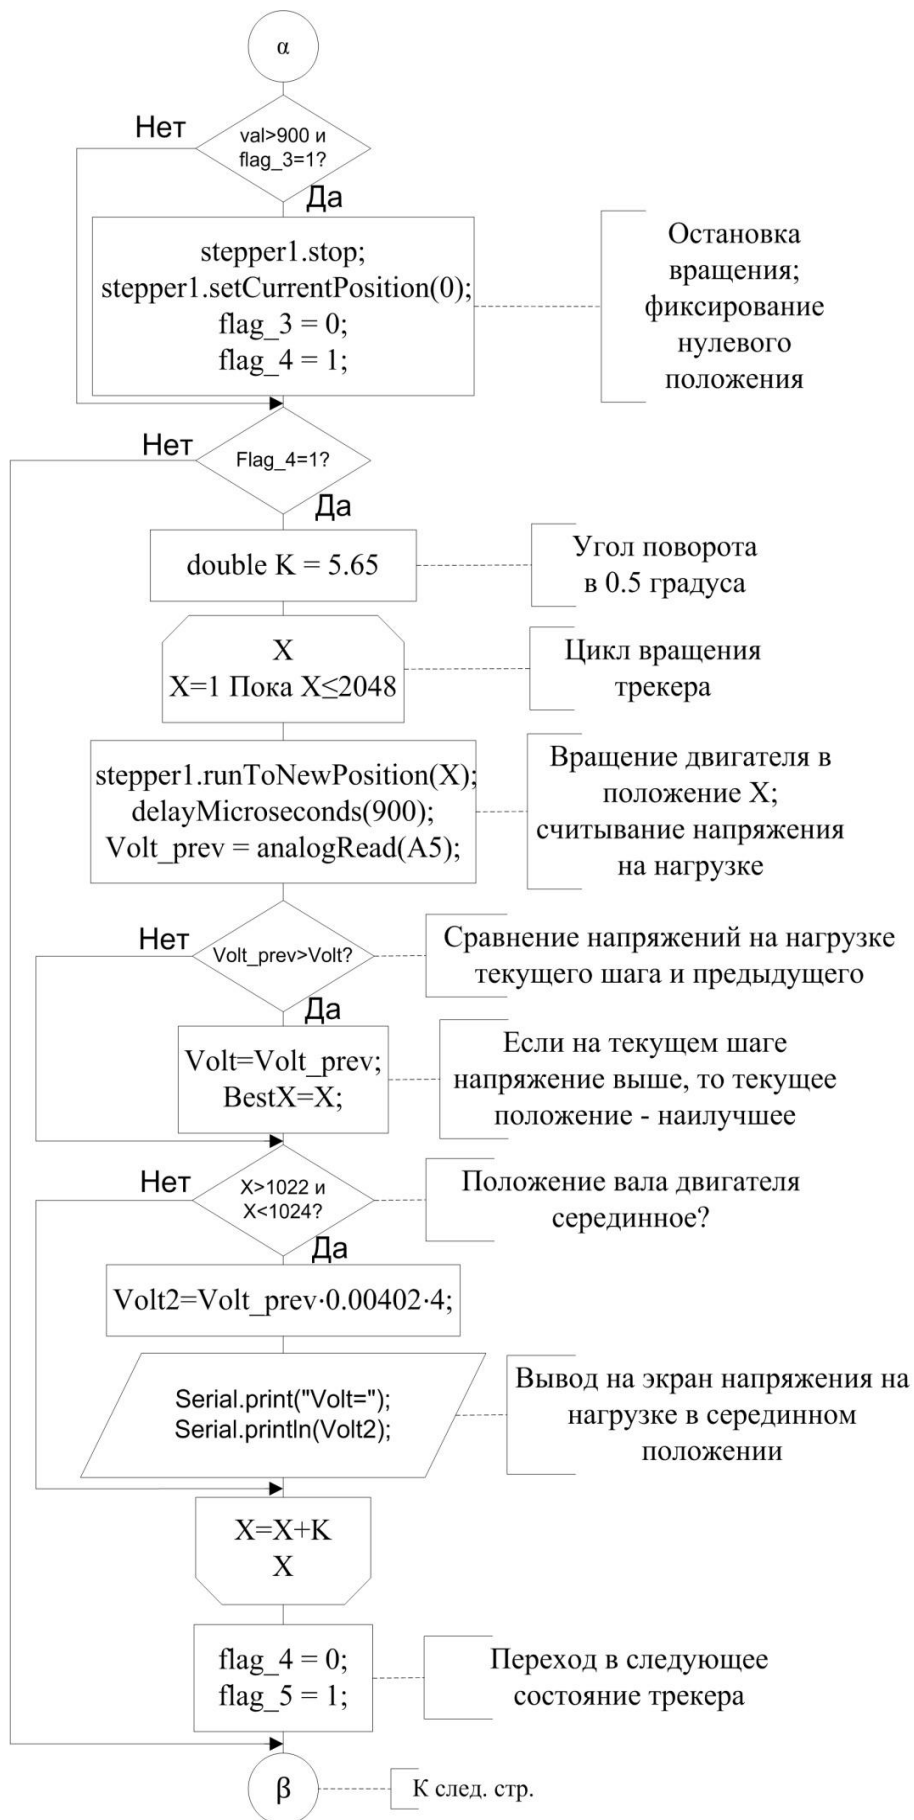 α
Нет
val>900 и
flag_3=1?
Да
stepper1.stop;
stepper1.setCurrentPosition(0);
flag_3 = 0;
flag_4 = 1;
Остановка
вращения;
фиксирование
нулевого
положения
Нет
Flag_4=1?
Да
double K = 5.65
Угол поворота
в 0.5 градуса
X
X=1 Пока X≤2048
Цикл вращения
трекера
stepper1.runToNewPosition(X);
delayMicroseconds(900);
Volt_prev = analogRead(A5);
Вращение двигателя в
положение X;
считывание напряжения
на нагрузке
Нет
Volt_prev>Volt?
Да
Сравнение напряжений на нагрузке
текущего шага и предыдущего
Volt=Volt_prev;
BestX=X;
Если на текущем шаге
напряжение выше, то текущее
положение - наилучшее
Нет
X>1022 и
X<1024?
Да
Положение вала двигателя
серединное?
Volt2=Volt_prev·0.00402·4;
Serial.print("Volt=");
Serial.println(Volt2);
Вывод на экран напряжения на
нагрузке в серединном
положении
X=X+K
X
flag_4 = 0;
flag_5 = 1;
Переход в следующее
состояние трекера
β
К след. стр.